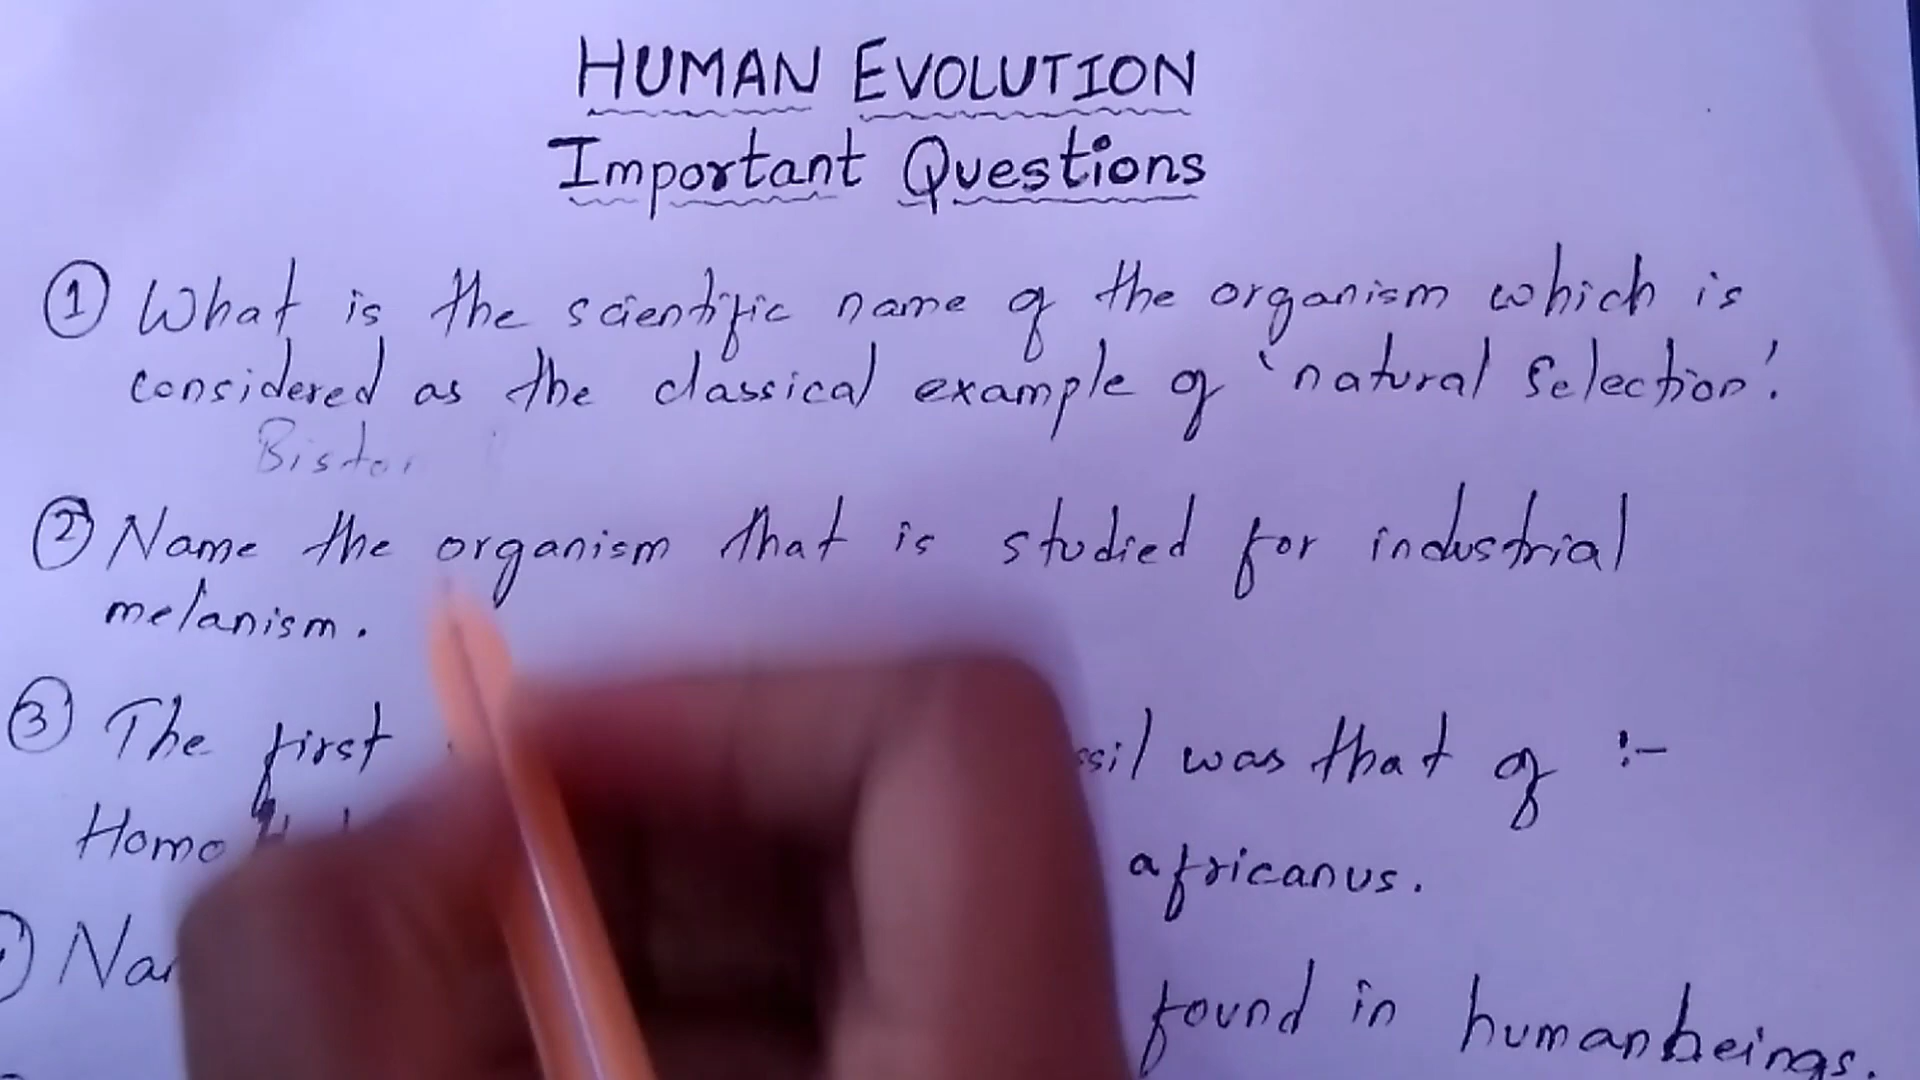 HUMAN EVOLUTION
Important Questions
① What is the scientific name of the organism which is
considered as the classical example of 'natural Selection'.
Biston
② Name the organism that is studied for industrial
melanism.
③ The first was that of :-
Homo africanus.
found in humanbeings.